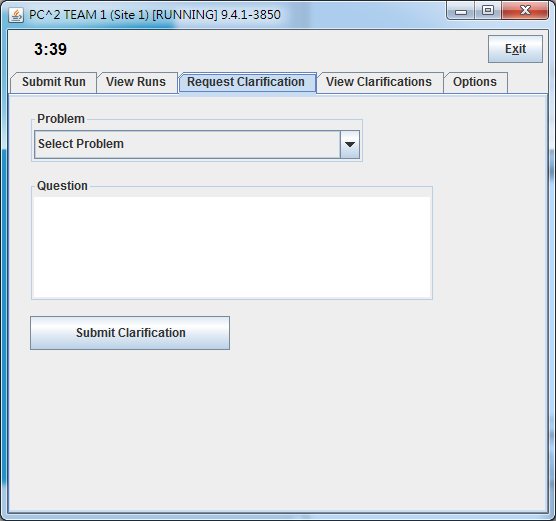 PC^2 TEAM 1 (Site 1) [RUNNING] 9.4.1-3850
3:39
Exit
Submit Run View Runs Request Clarification View Clarifications Options
Problem
Select Problem
Question
Submit Clarification